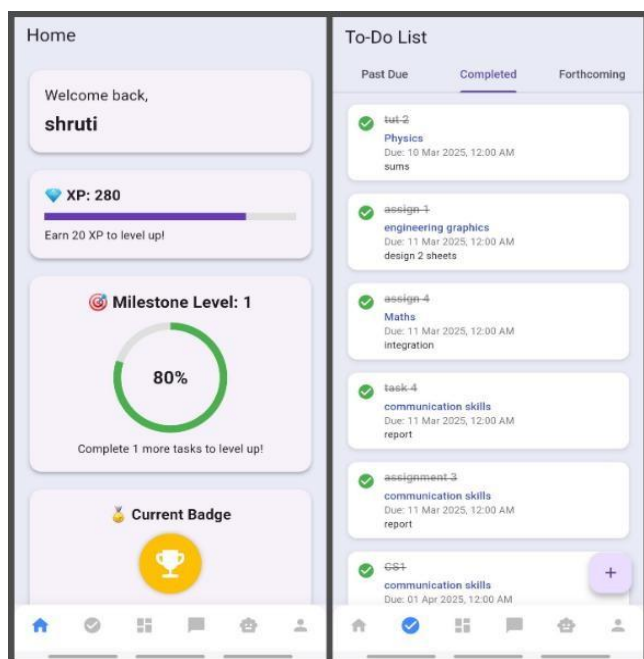 Home
Welcome back,
shruti
XP: 280
Earn 20 XP to level up!
Milestone Level: 1
80%
Complete 1 more tasks to level up!
Current Badge
To-Do List
Past Due Completed Forthcoming
tut 2
Physics
Due: 10 Mar 2025, 12:00 AM
sums
assign 1
engineering graphics
Due: 11 Mar 2025, 12:00 AM
design 2 sheets
assign 4
Maths
Due: 11 Mar 2025, 12:00 AM
integration
task 4
communication skills
Due: 11 Mar 2025, 12:00 AM
report
assignment 3
communication skills
Due: 11 Mar 2025, 12:00 AM
report
CS1
communication skills
Due: 01 Apr 2025, 12:00 AM